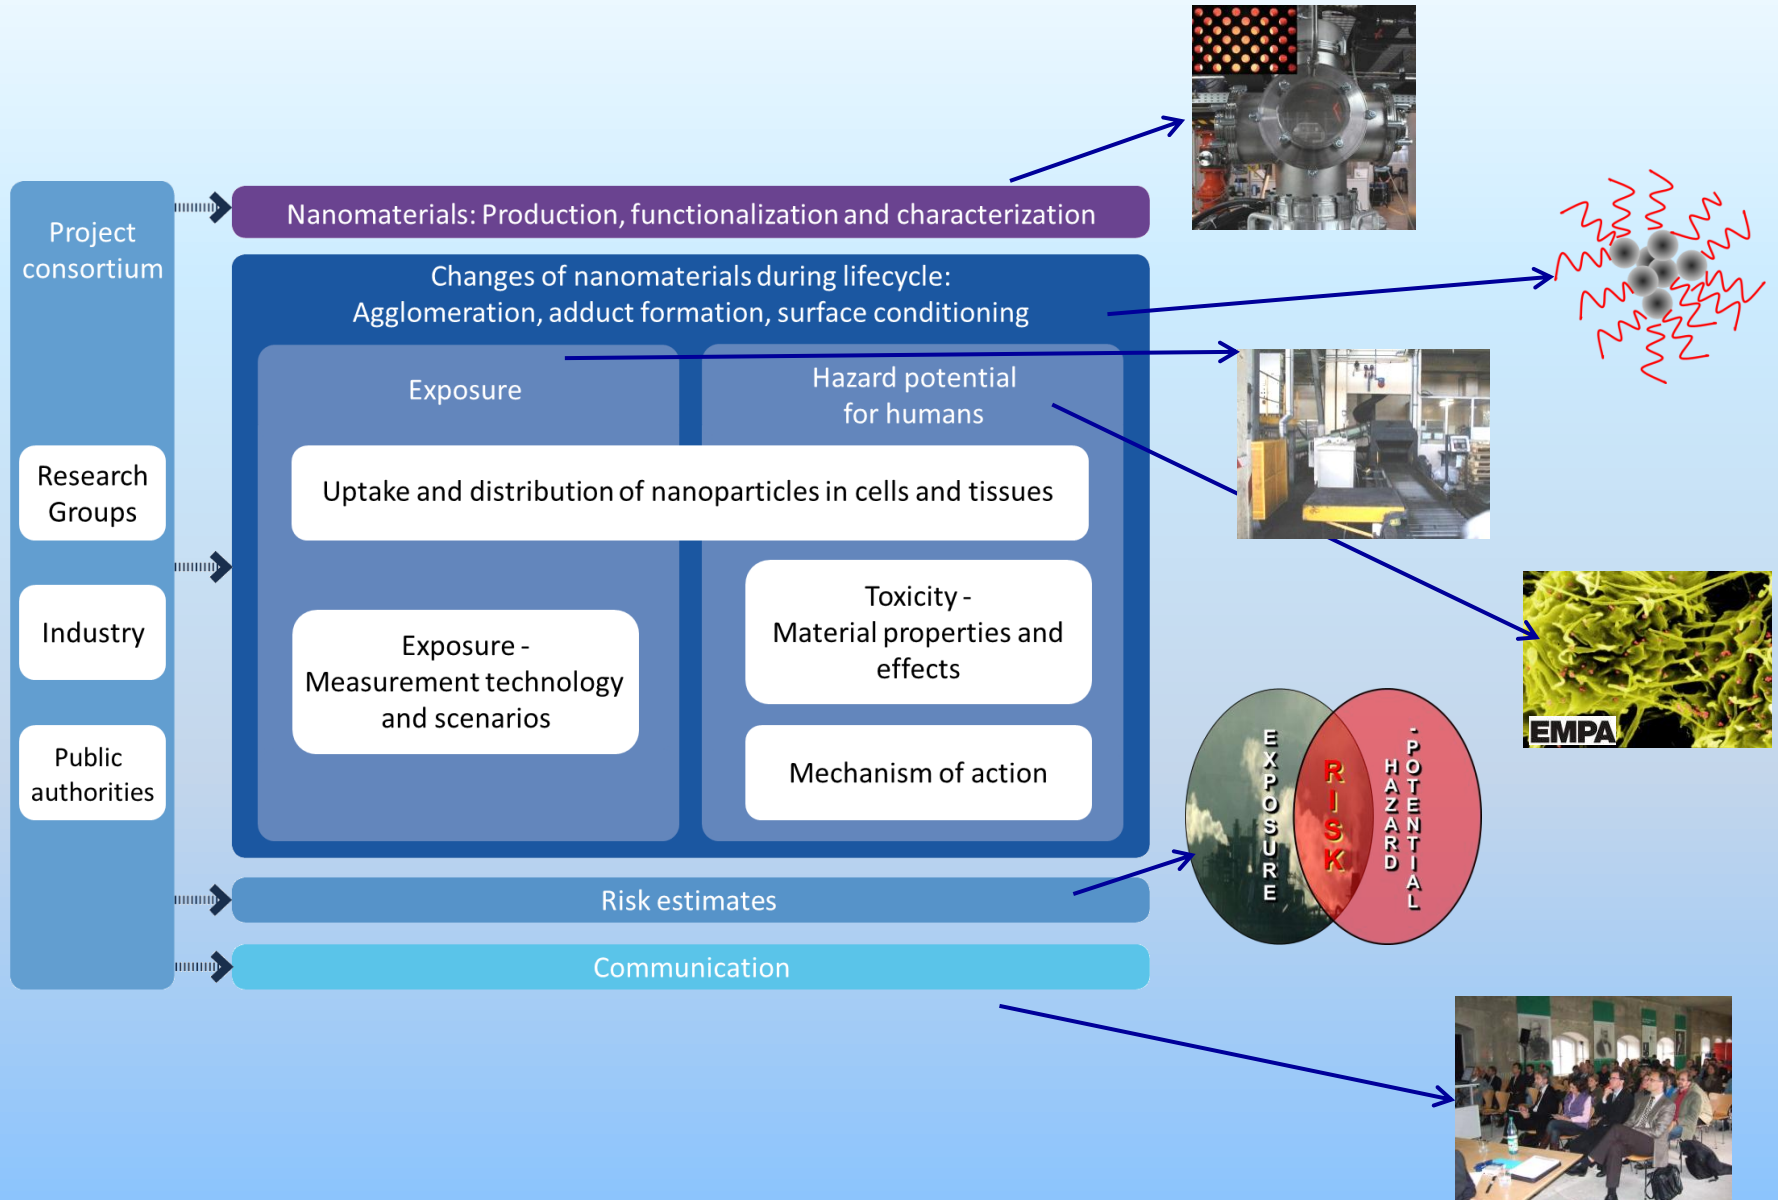 Project
consortium
Research
Groups
Industry
Public
authorities
Nanomaterials: Production, functionalization and characterization
Changes of nanomaterials during lifecycle:
Agglomeration, adduct formation, surface conditioning
Exposure
Hazard potential
for humans
Uptake and distribution of nanoparticles in cells and tissues
Exposure -
Measurement technology
and scenarios
Toxicity -
Material properties and
effects
Mechanism of action
Risk estimates
Communication
EMPA
EXPOSURE
RISK
HAZARD
-POTENTIAL